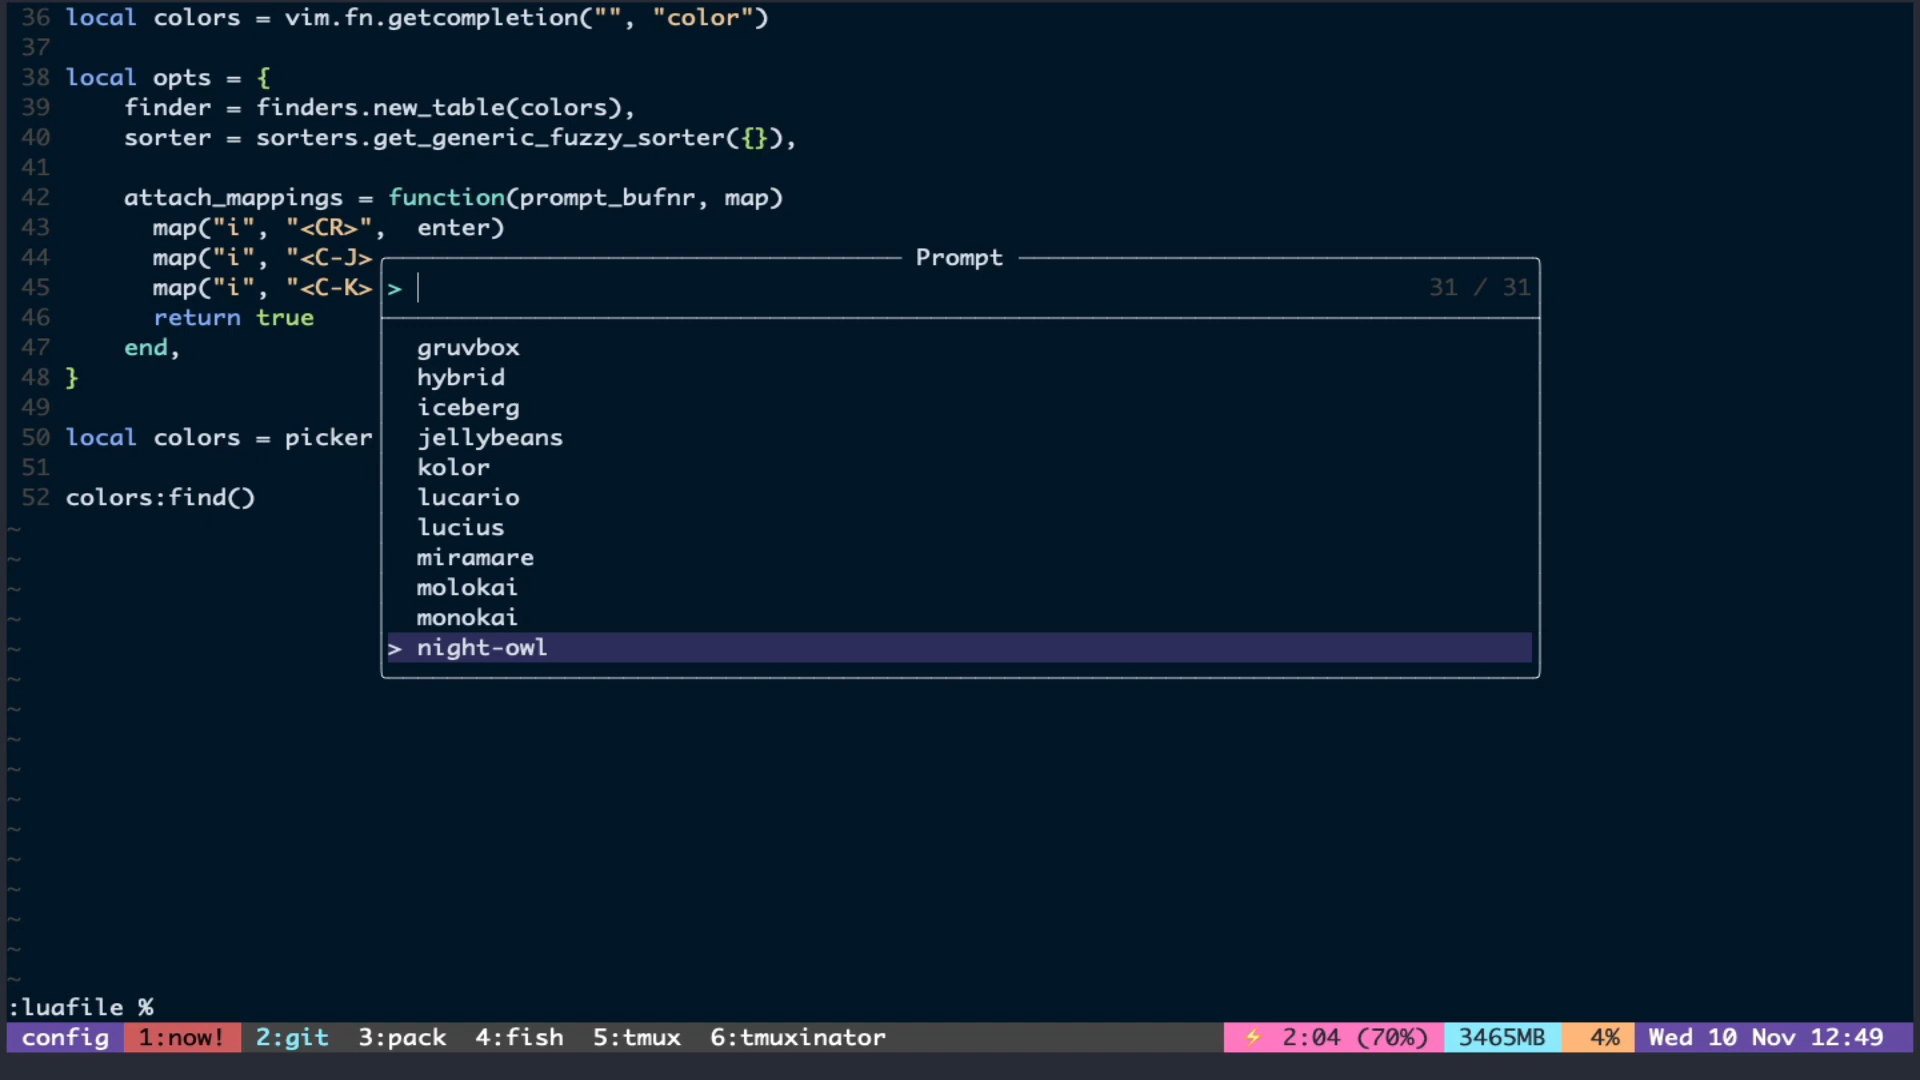 36 local colors = vim.fn.getcompletion("", "color")
37
38 local opts = {
39     finder = finders.new_table(colors),
40     sorter = sorters.get_generic_fuzzy_sorter({}),
41
42     attach_mappings = function(prompt_bufnr, map)
43       map("i", "<CR>",  enter)
44       map("i", "<C-J>
Prompt
45       map("i", "<C-K>
> 31 / 31
46       return true
47     end,
gruvbox
48 }
hybrid
49
iceberg
50 local colors = picker
jellybeans
51
kolor
52 colors:find()
lucario
~
lucius
~
miramare
~
molokai
~
monokai
~
> night-owl
~
~
~
~
~
~
~
~
~
~
~
:luafile %
config 1:now! 2:git 3:pack 4:fish 5:tmux 6:tmuxinator ⚡ 2:04 (70%) 3465MB 4% Wed 10 Nov 12:49